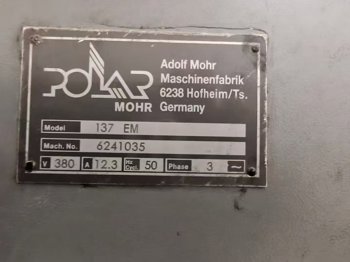 POLAR
MOHR
Adolf Mohr
Maschinenfabrik
6238 Hofheim/Ts.
Germany
Model 137 EM
Mach. No. 6241035
V 380 A 12.3 Hz 50 Phase 3 ~